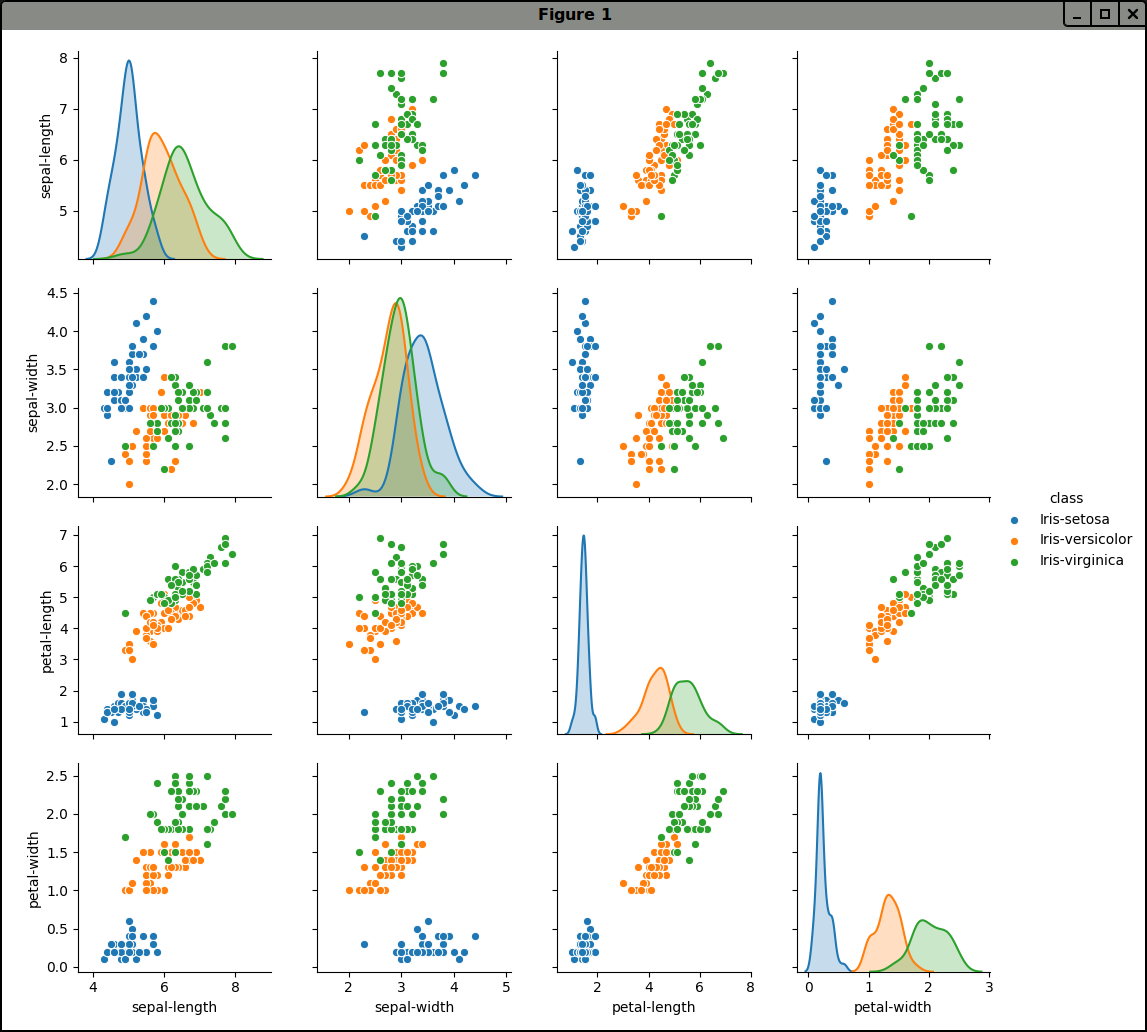 Figure 1
8
7
6
5
sepal-length
4.5
4.0
3.5
3.0
2.5
2.0
sepal-width
class
Iris-setosa
Iris-versicolor
Iris-virginica
7
6
5
4
3
2
1
petal-length
2.5
2.0
1.5
1.0
0.5
0.0
petal-width
4 6 8 2 3 4 5 2 4 6 8 0 1 2 3
sepal-length sepal-width petal-length petal-width